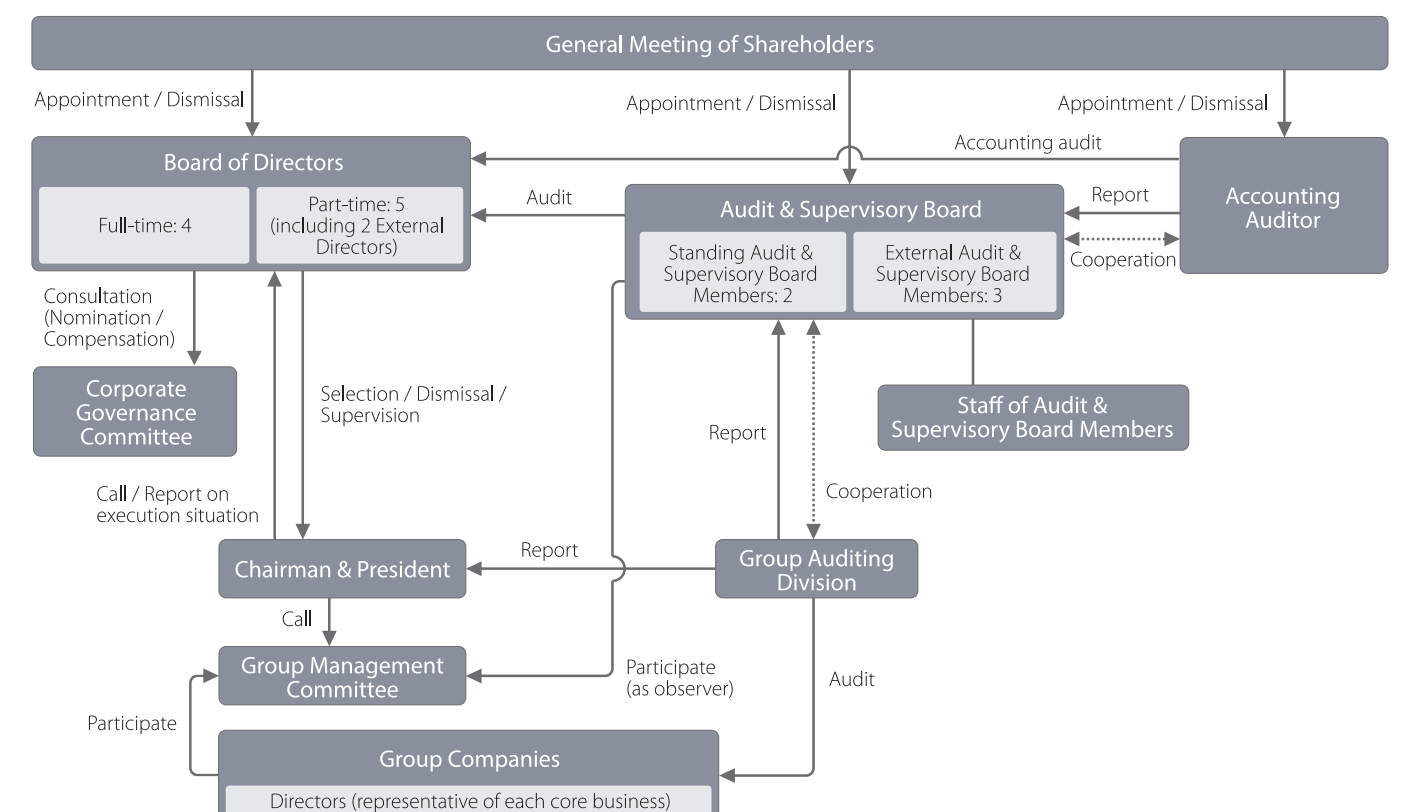 General Meeting of Shareholders
Appointment / Dismissal
Appointment / Dismissal
Appointment / Dismissal
Board of Directors
Full-time: 4
Part-time: 5
(including 2 External
Directors)
Accounting audit
Audit
Audit & Supervisory Board
Standing Audit &
Supervisory Board
Members: 2
External Audit &
Supervisory Board
Members: 3
Report
Cooperation
Accounting
Auditor
Consultation
(Nomination /
Compensation)
Corporate
Governance
Committee
Selection / Dismissal /
Supervision
Staff of Audit &
Supervisory Board Members
Report
Cooperation
Call / Report on
execution situation
Chairman & President
Report
Group Auditing
Division
Call
Group Management
Committee
Participate
(as observer)
Audit
Participate
Group Companies
Directors (representative of each core business)